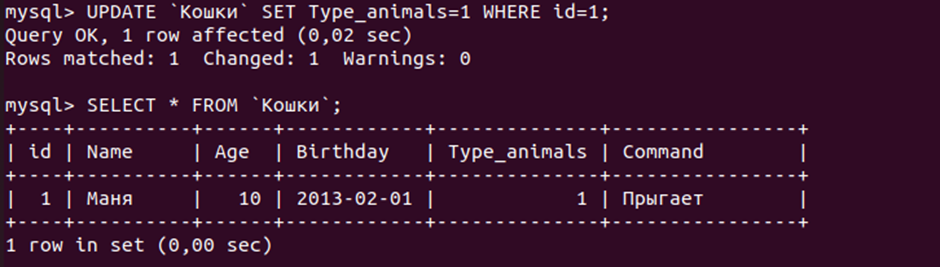 mysql> UPDATE `Кошки` SET Type_animals=1 WHERE id=1;
Query OK, 1 row affected (0,02 sec)
Rows matched: 1  Changed: 1  Warnings: 0
mysql> SELECT * FROM `Кошки`;
+----+----------+------+------------+--------------+----------------+
| id | Name     | Age  | Birthday   | Type_animals | Command        |
+----+----------+------+------------+--------------+----------------+
|  1 | Маня     |   10 | 2013-02-01 |            1 | Прыгает        |
+----+----------+------+------------+--------------+----------------+
1 row in set (0,00 sec)